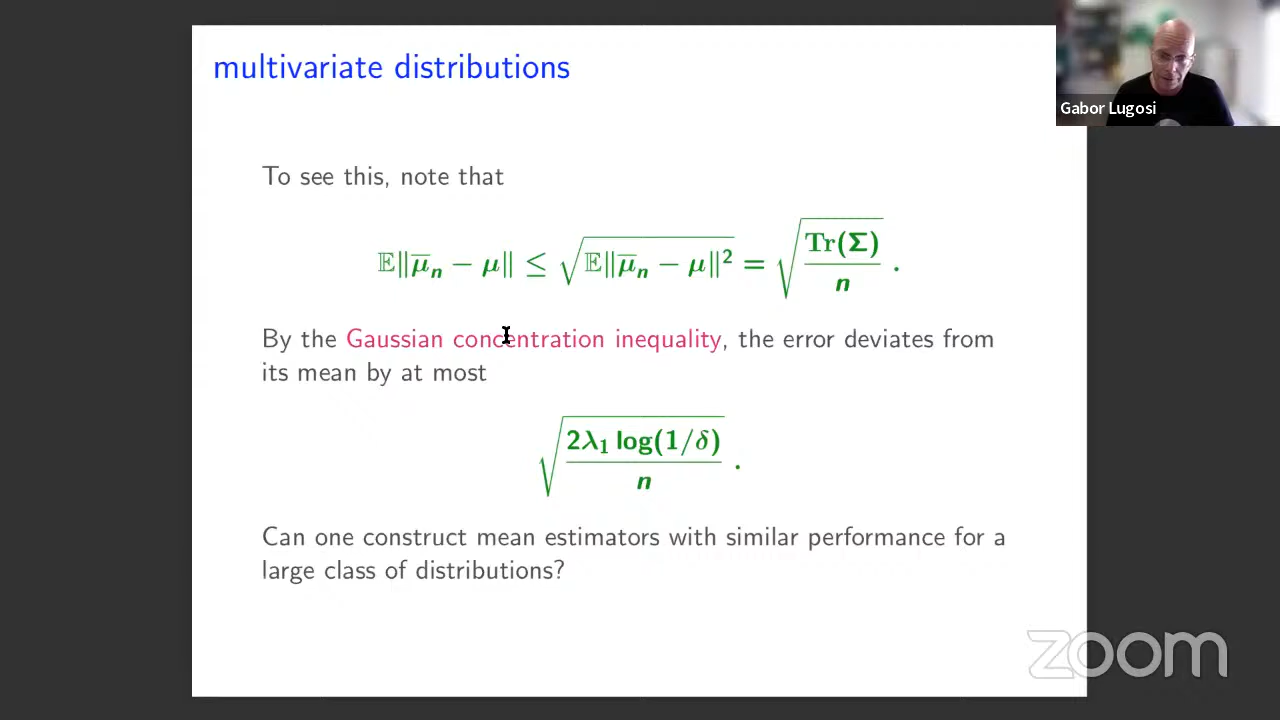 multivariate distributions
Gabor Lugosi
To see this, note that
𝔼‖μ̅ₙ − μ‖ ≤ √(𝔼‖μ̅ₙ − μ‖²) = √(Tr(Σ)/n) .
By the Gaussian concentration inequality, the error deviates from
its mean by at most
√(2λ₁ log(1/δ)/n) .
Can one construct mean estimators with similar performance for a
large class of distributions?
zoom